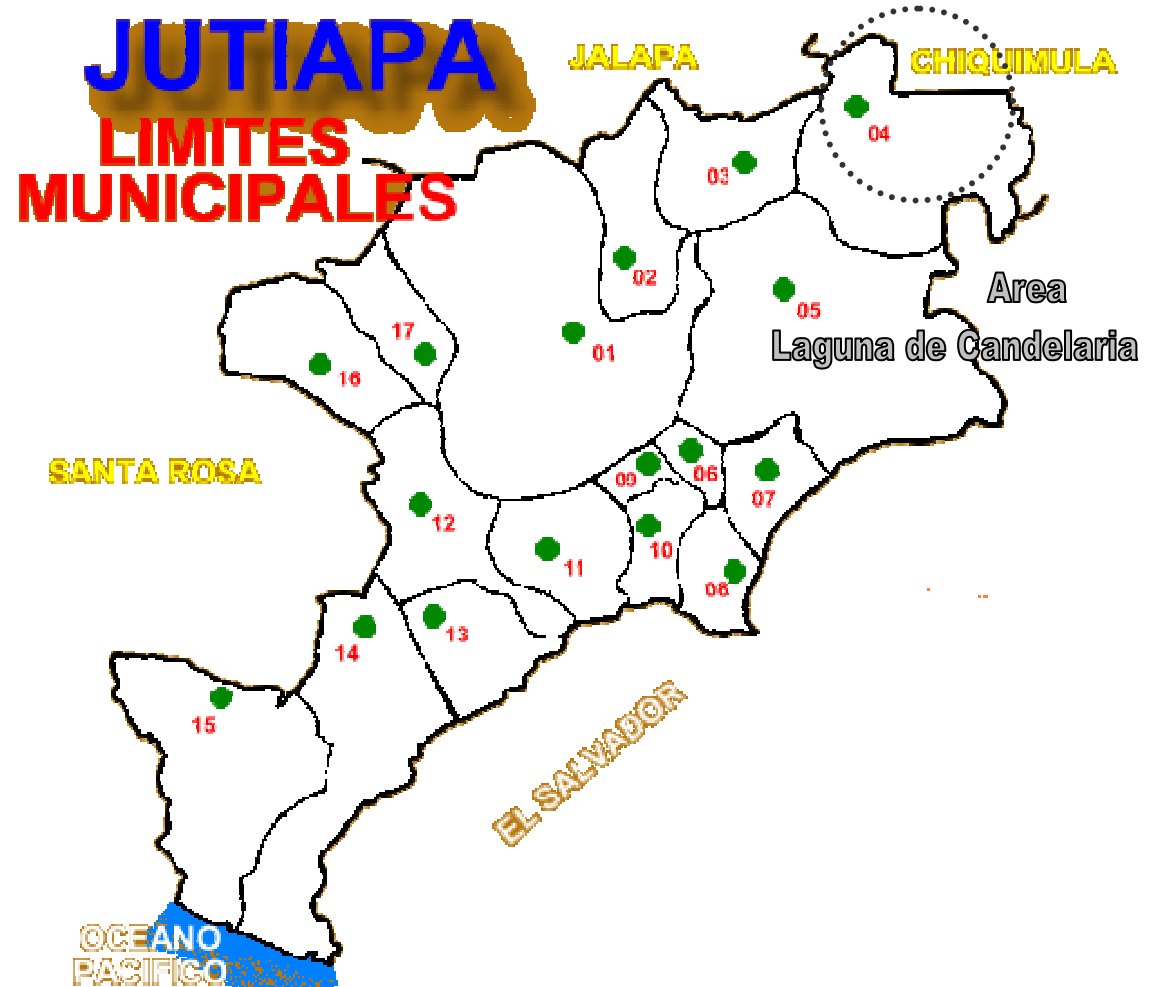 JUTIAPA
LIMITES
MUNICIPALES
JALAPA
CHIQUIMULA
04
03
02
05
Area
Laguna de Candelaria
17
01
16
SANTA ROSA
09
06
07
12
10
11
08
13
14
15
EL SALVADOR
OCEANO
PACIFICO